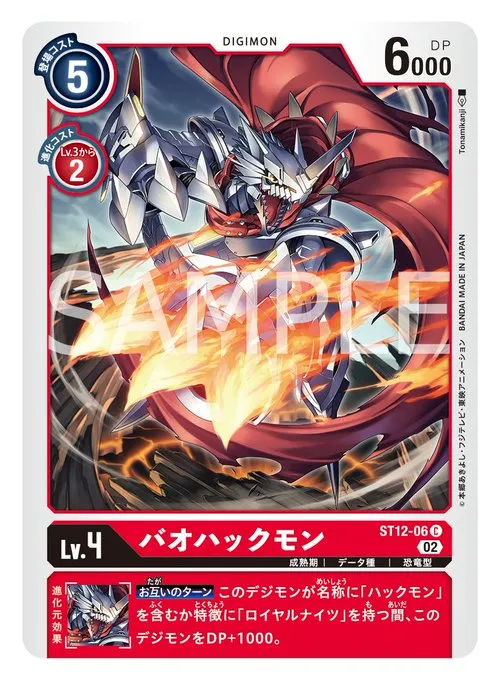 DIGIMON
登場コスト
5
6000
DP
進化コスト
Lv.3から
2
Tonamikanji
SAMPLE
©本郷あきよし・フジテレビ・東映アニメーション BANDAI MADE IN JAPAN
ST12-06 C
Lv.4
バオハックモン
02
成熟期 データ種 恐竜型
進化元効果
お互いのターン このデジモンが名称に「ハックモン」
を含むか特徴に「ロイヤルナイツ」を持つ間、この
デジモンをDP+1000。